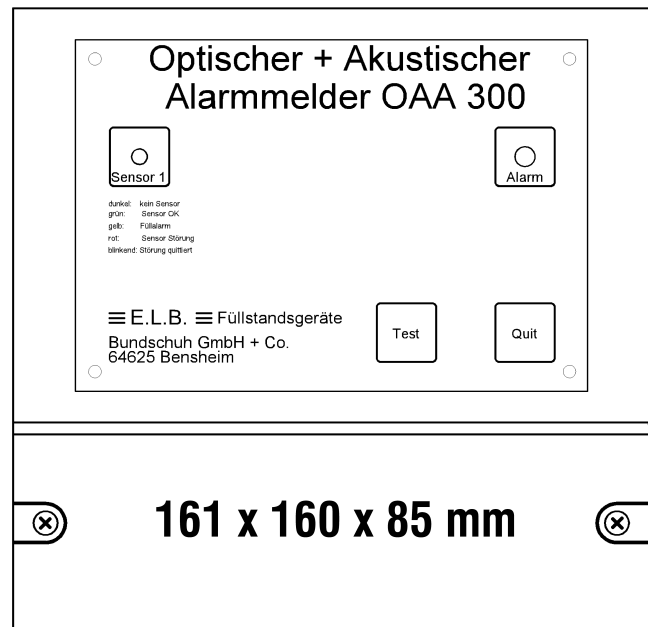 Optischer + Akustischer
Alarmmelder OAA 300
Sensor 1
Alarm
dunkel: kein Sensor
grün: Sensor OK
gelb: Füllalarm
rot: Sensor Störung
blinkend: Störung quittiert
E.L.B. Füllstandsgeräte
Bundschuh GmbH + Co.
64625 Bensheim
Test
Quit
161 x 160 x 85 mm